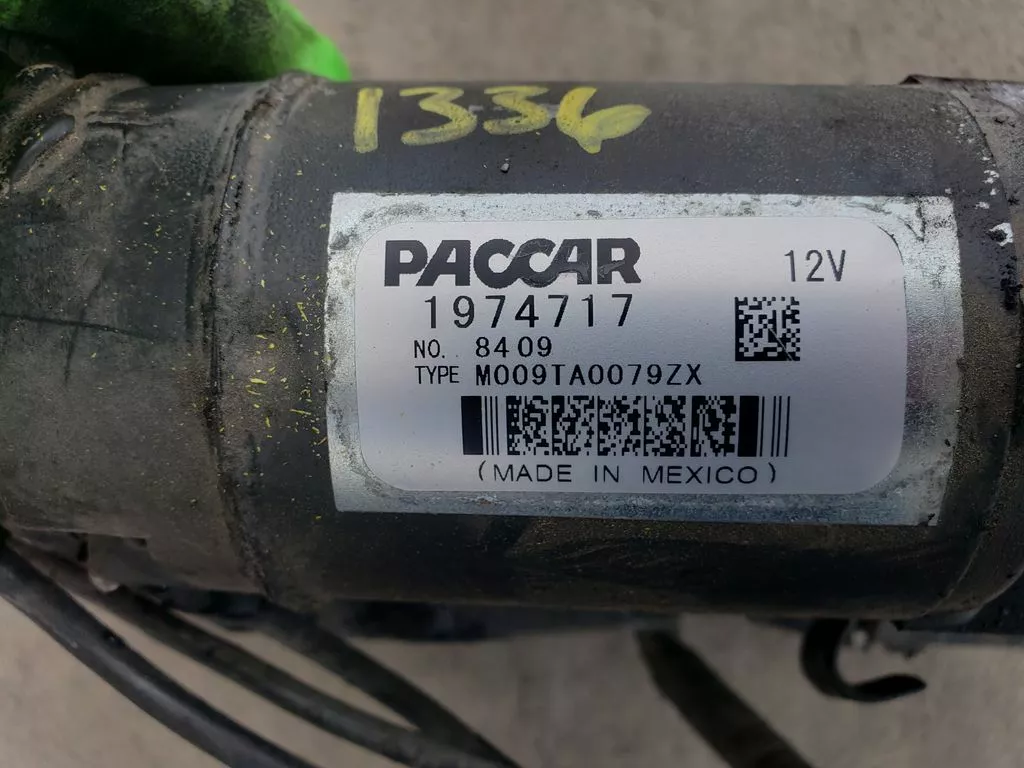 1336
PACCAR 12V
1974717
NO. 8409
TYPE M009TA0079ZX
(MADE IN MEXICO)